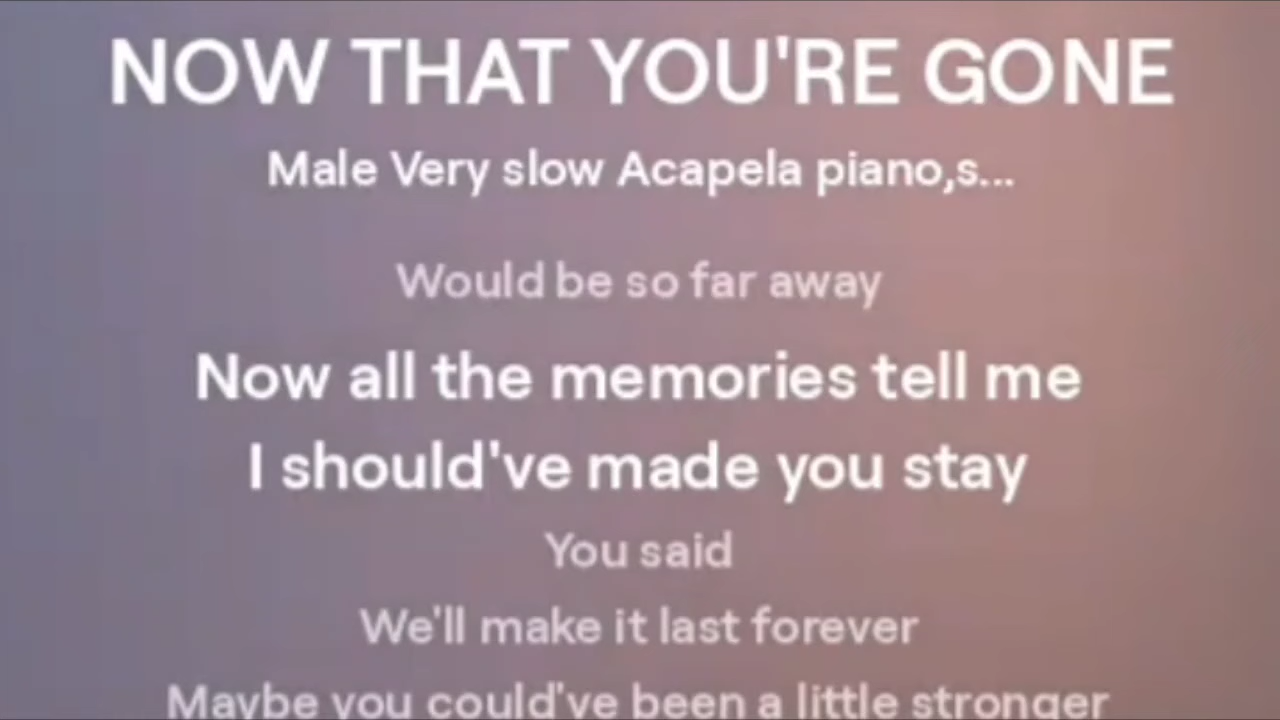 NOW THAT YOU'RE GONE
Male Very slow Acapela piano,s...
Would be so far away
Now all the memories tell me
I should've made you stay
You said
We'll make it last forever
Maybe you could've been a little stronger